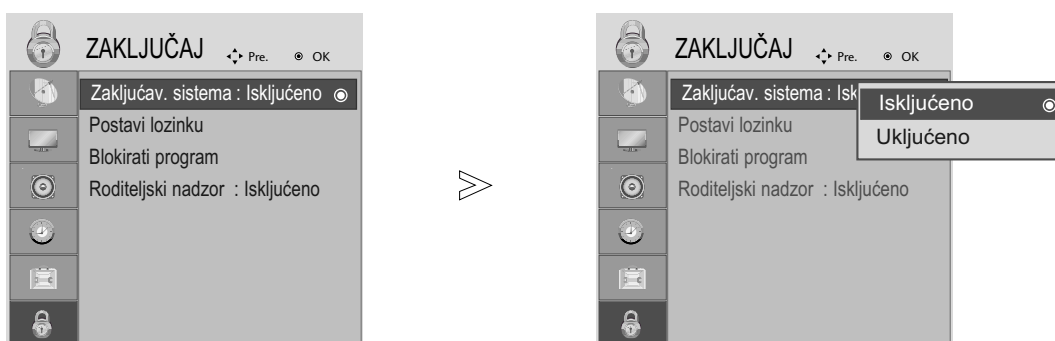 ZAKLJUČAJ Pre. OK
Zaključav. sistema : Isključeno
Postavi lozinku
Blokirati program
Roditeljski nadzor : Isključeno
ZAKLJUČAJ Pre. OK
Zaključav. sistema : Isk
Isključeno
Uključeno
Postavi lozinku
Blokirati program
Roditeljski nadzor : Isključeno